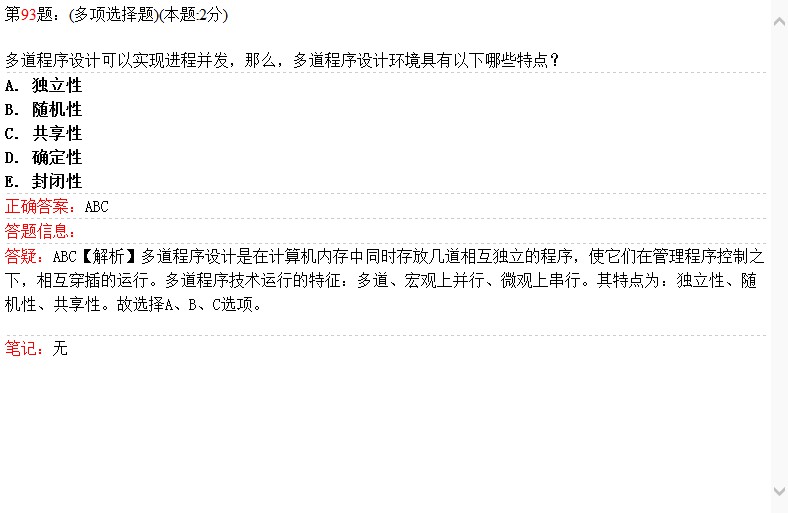 第93题：(多项选择题)(本题:2分)
多道程序设计可以实现进程并发，那么，多道程序设计环境具有以下哪些特点？
A. 独立性
B. 随机性
C. 共享性
D. 确定性
E. 封闭性
正确答案：ABC
答题信息：
答疑：ABC【解析】多道程序设计是在计算机内存中同时存放几道相互独立的程序，使它们在管理程序控制之
下，相互穿插的运行。多道程序技术运行的特征：多道、宏观上并行、微观上串行。其特点为：独立性、随
机性、共享性。故选择A、B、C选项。
笔记：无